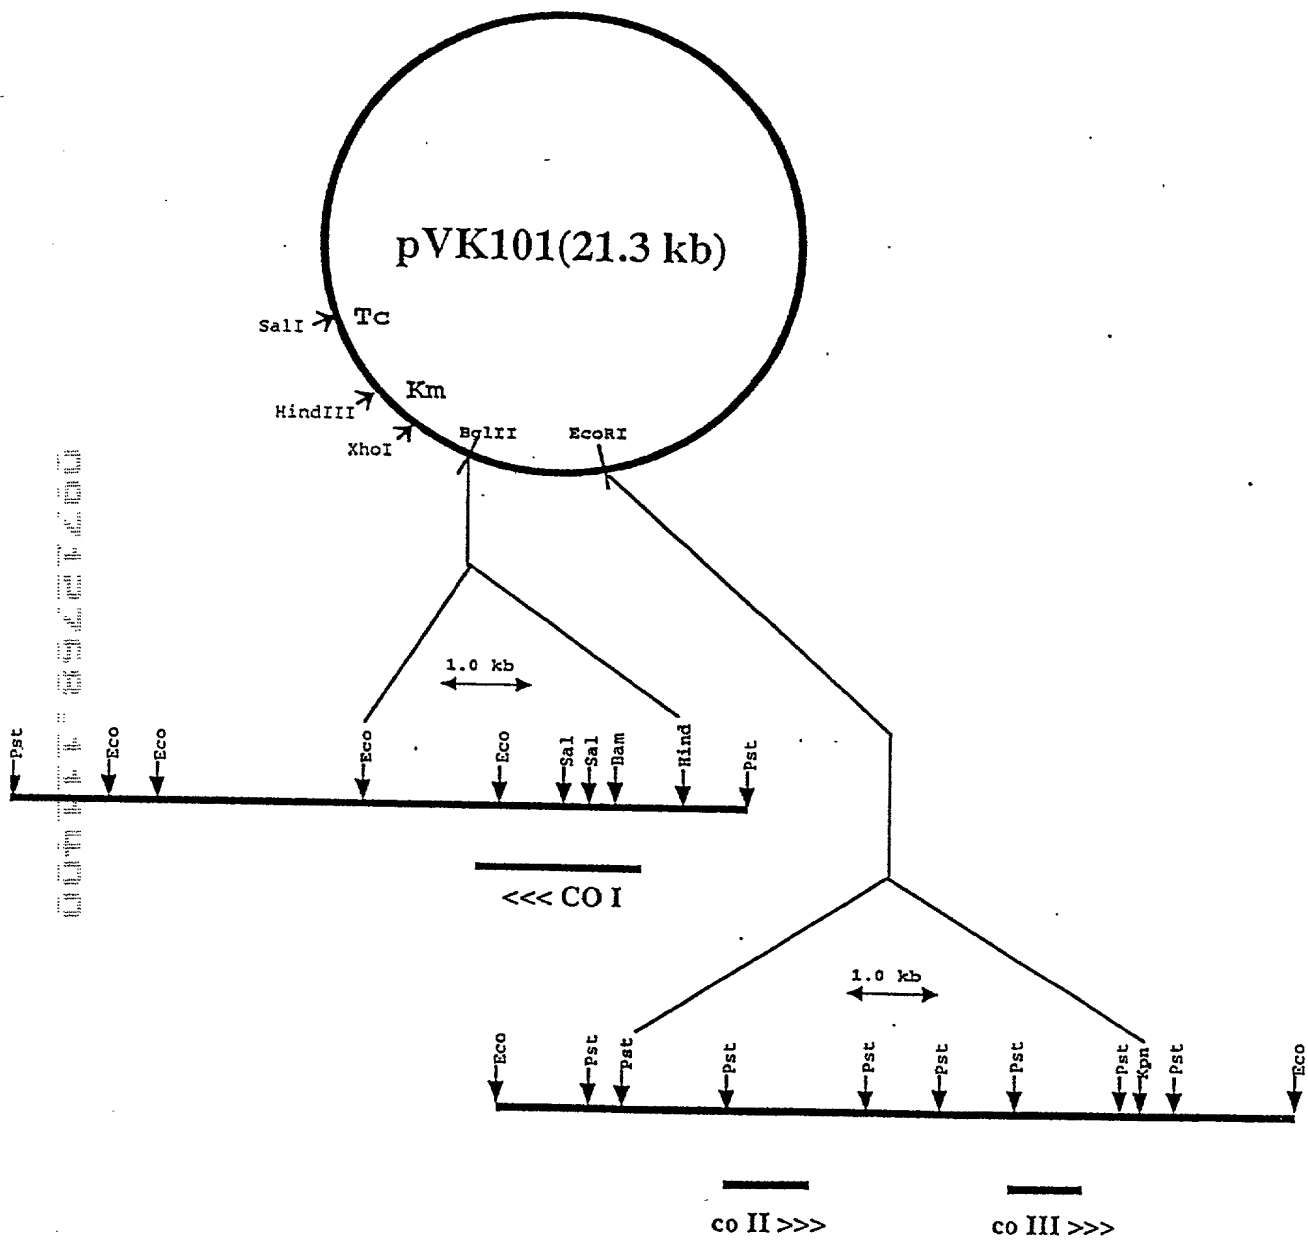 pVK101(21.3 kb)
SalI
Tc
HindIII
Km
XhoI
BglII
EcoRI
1.0 kb
Pst
Eco
Eco
Eco
Eco
Sal
Sal
Bam
Hind
Pst
<<< CO I
1.0 kb
Eco
Pst
Pst
Pst
Pst
Pst
Pst
Pst
Kpn
Pst
Eco
co II >>>
co III >>>